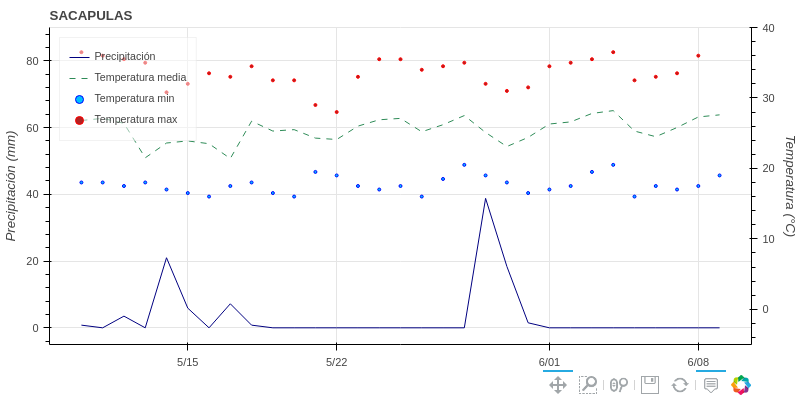 SACAPULAS
Precipitación
Temperatura media
Temperatura min
Temperatura max
Precipitación (mm)
80
60
40
20
0
Temperatura (°C)
40
30
20
10
0
5/15
5/22
6/01
6/08